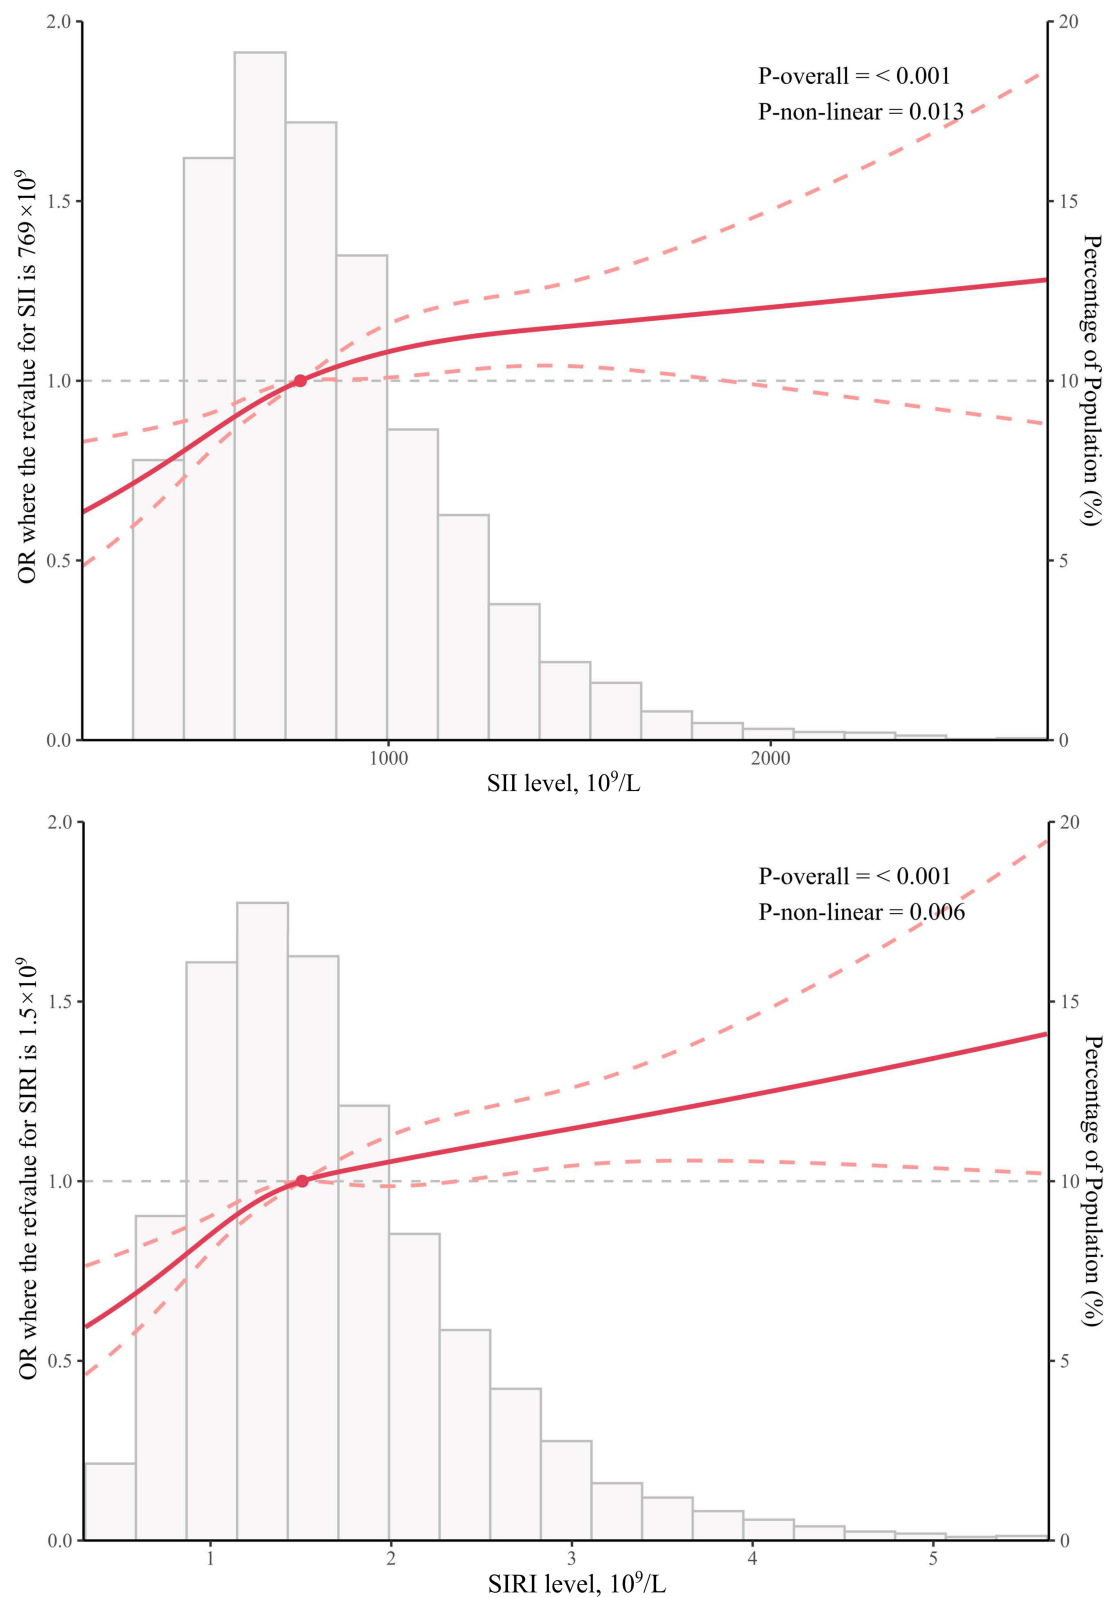 P-overall = < 0.001
P-non-linear = 0.013
OR where the refvalue for SII is 769×10⁹
2.0
1.5
1.0
0.5
0.0
20
15
10
5
0
Percentage of Population (%)
1000
2000
SII level, 10⁹/L
P-overall = < 0.001
P-non-linear = 0.006
OR where the refvalue for SIRI is 1.5×10⁹
2.0
1.5
1.0
0.5
0.0
20
15
10
5
0
Percentage of Population (%)
1
2
3
4
5
SIRI level, 10⁹/L